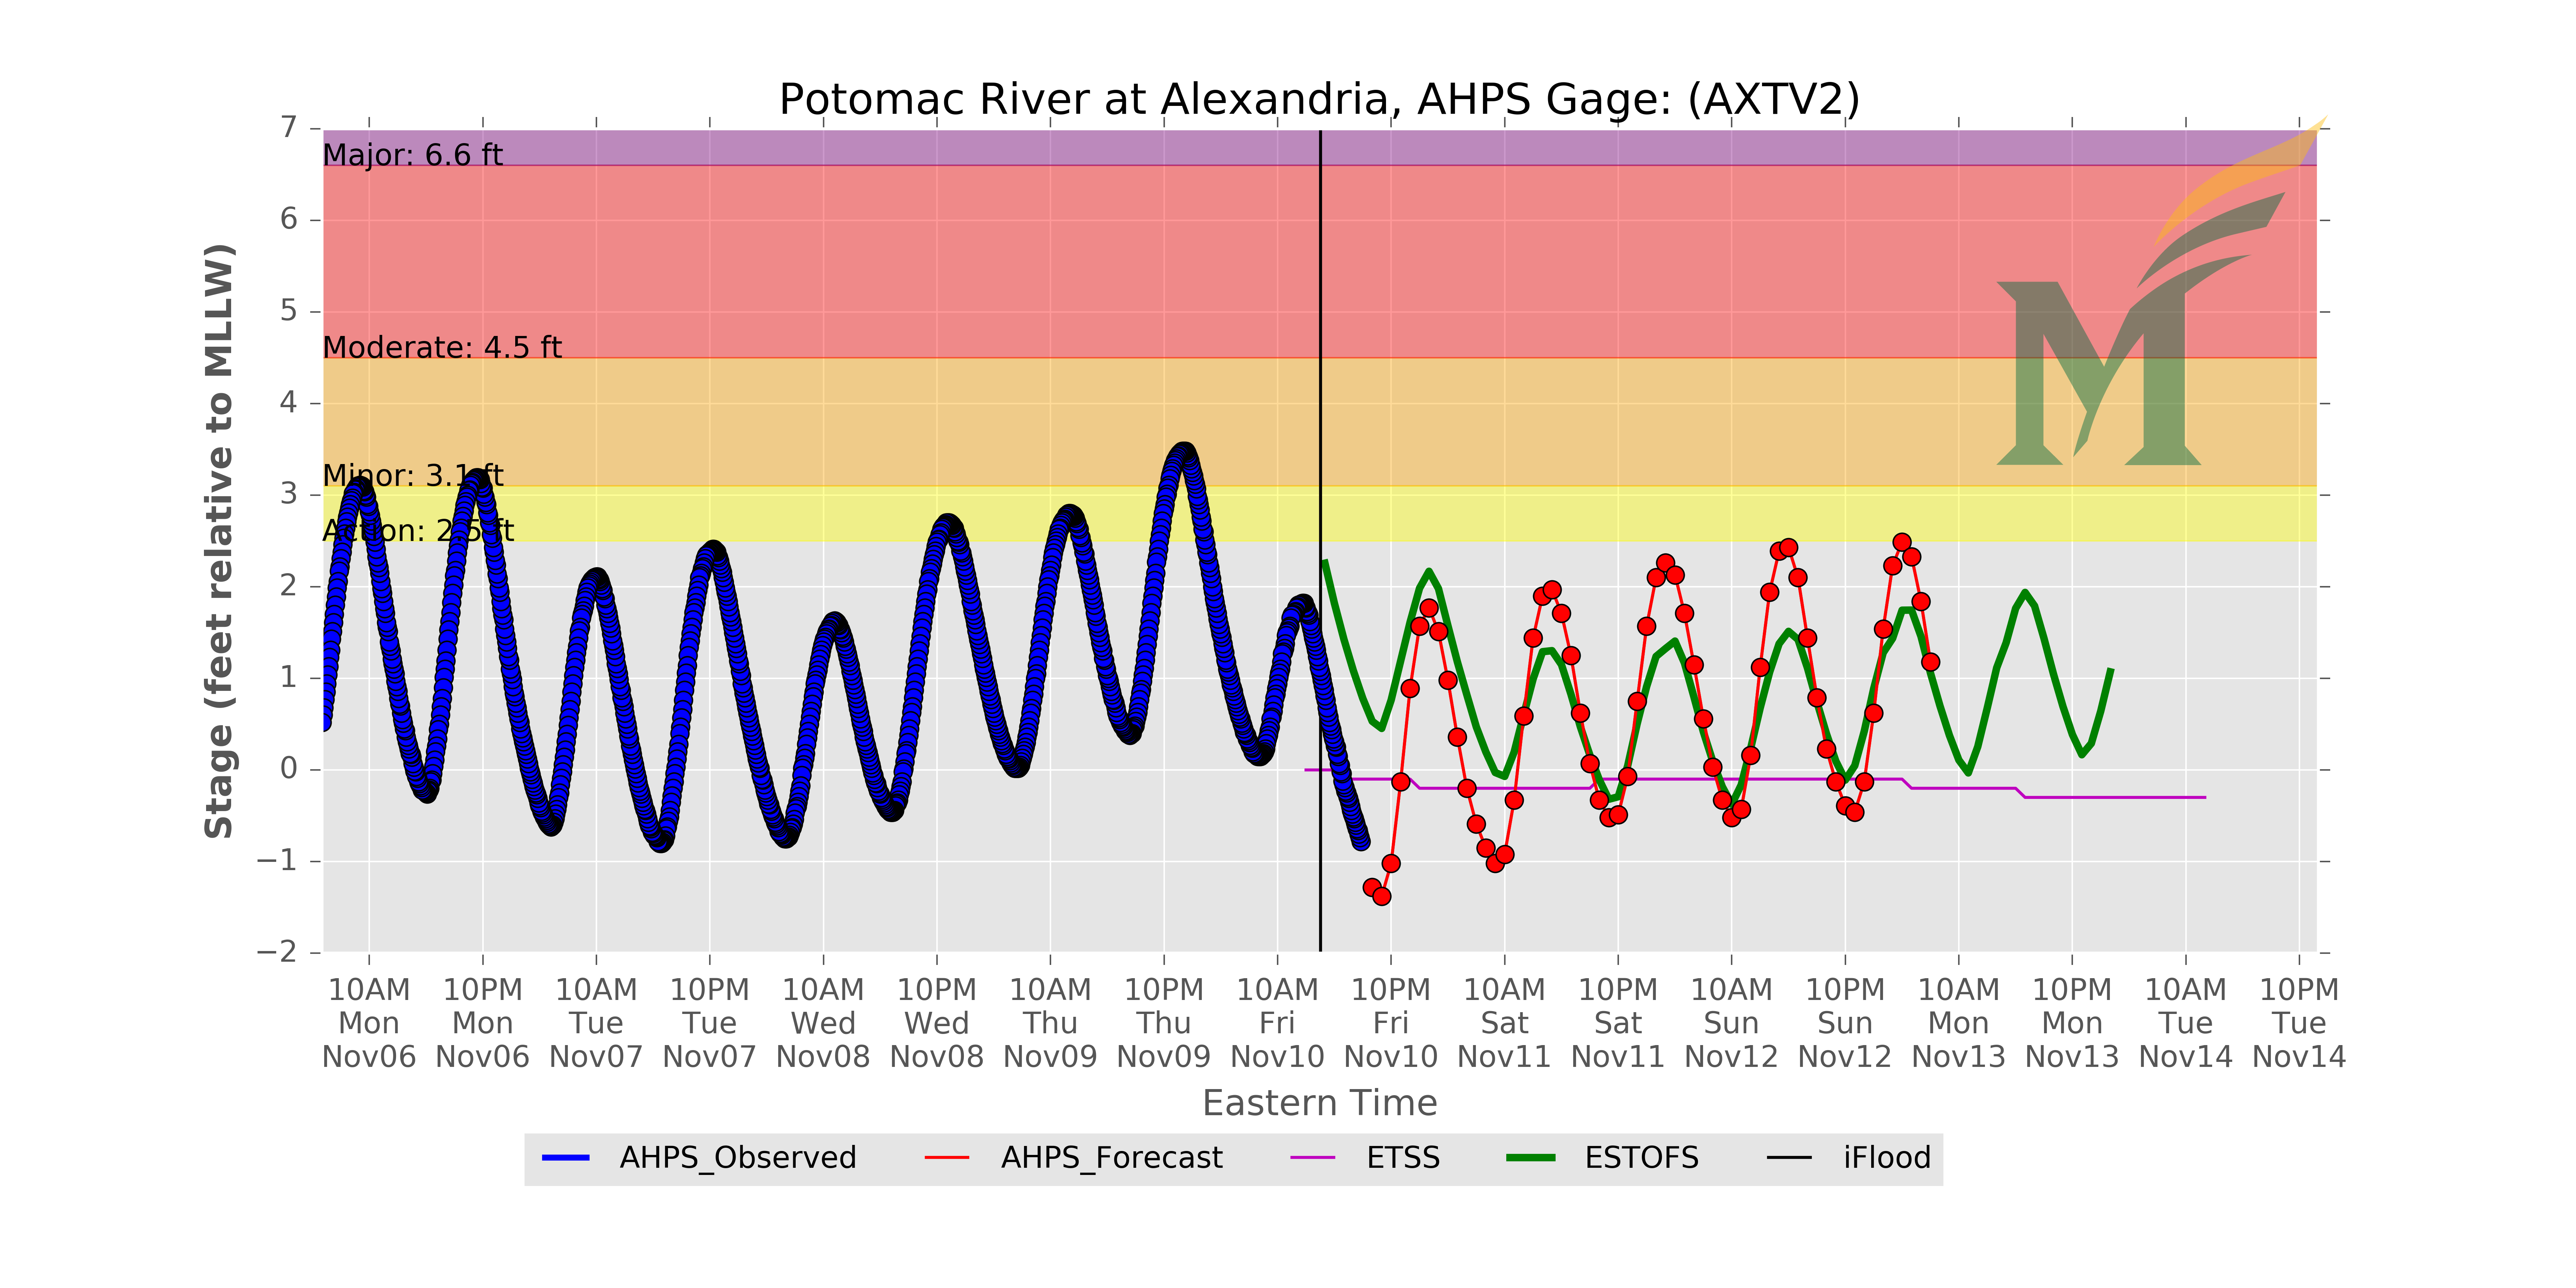 Potomac River at Alexandria, AHPS Gage: (AXTV2)
7
6
5
4
3
2
1
0
−1
−2
Stage (feet relative to MLLW)
Major: 6.6 ft
Moderate: 4.5 ft
Minor: 3.1 ft
Action: 2.5 ft
M
10AM 10PM 10AM 10PM 10AM 10PM 10AM 10PM 10AM 10PM 10AM 10PM 10AM 10PM 10AM 10PM 10AM 10PM
Mon Mon Tue Tue Wed Wed Thu Thu Fri Fri Sat Sat Sun Sun Mon Mon Tue Tue
Nov06 Nov06 Nov07 Nov07 Nov08 Nov08 Nov09 Nov09 Nov10 Nov10 Nov11 Nov11 Nov12 Nov12 Nov13 Nov13 Nov14 Nov14
Eastern Time
AHPS_Observed AHPS_Forecast ETSS ESTOFS iFlood